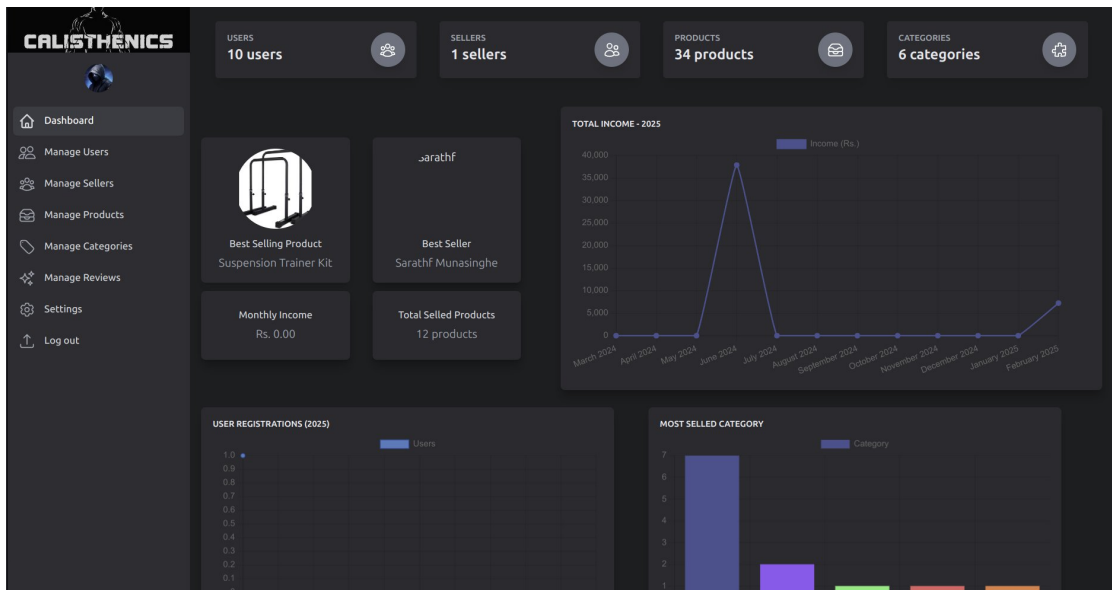 CALISTHENICS
Dashboard
Manage Users
Manage Sellers
Manage Products
Manage Categories
Manage Reviews
Settings
Log out
USERS
10 users
SELLERS
1 sellers
PRODUCTS
34 products
CATEGORIES
6 categories
Best Selling Product
Suspension Trainer Kit
Best Seller
Sarathf Munasinghe
Monthly Income
Rs. 0.00
Total Selled Products
12 products
TOTAL INCOME - 2025
Income (Rs.)
40,000
35,000
30,000
25,000
20,000
15,000
10,000
5,000
0
March 2024
April 2024
May 2024
June 2024
July 2024
August 2024
September 2024
October 2024
November 2024
December 2024
January 2025
February 2025
USER REGISTRATIONS (2025)
Users
1.0
0.9
0.8
0.7
0.6
0.5
0.4
0.3
0.2
0.1
MOST SELLED CATEGORY
Category
7
6
5
4
3
2
1